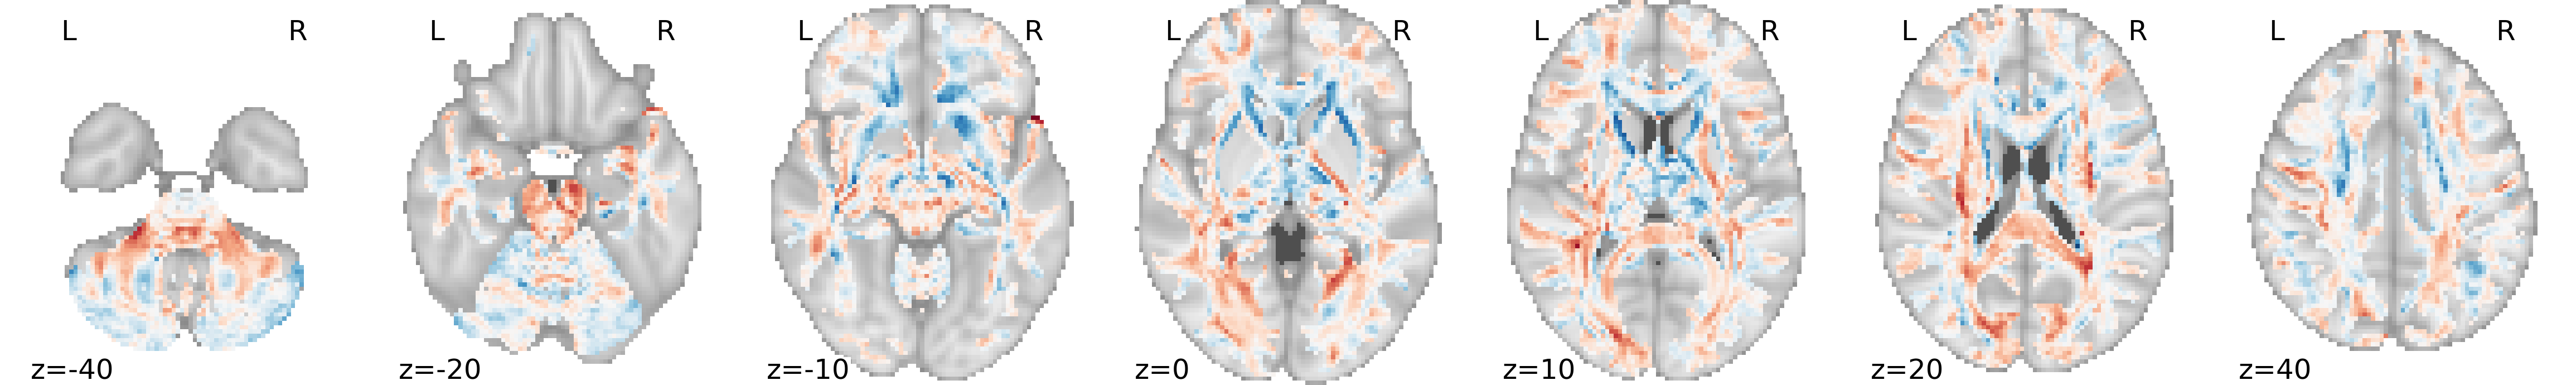 L R L R L R L R L R L R L R
z=-40 z=-20 z=-10 z=0 z=10 z=20 z=40